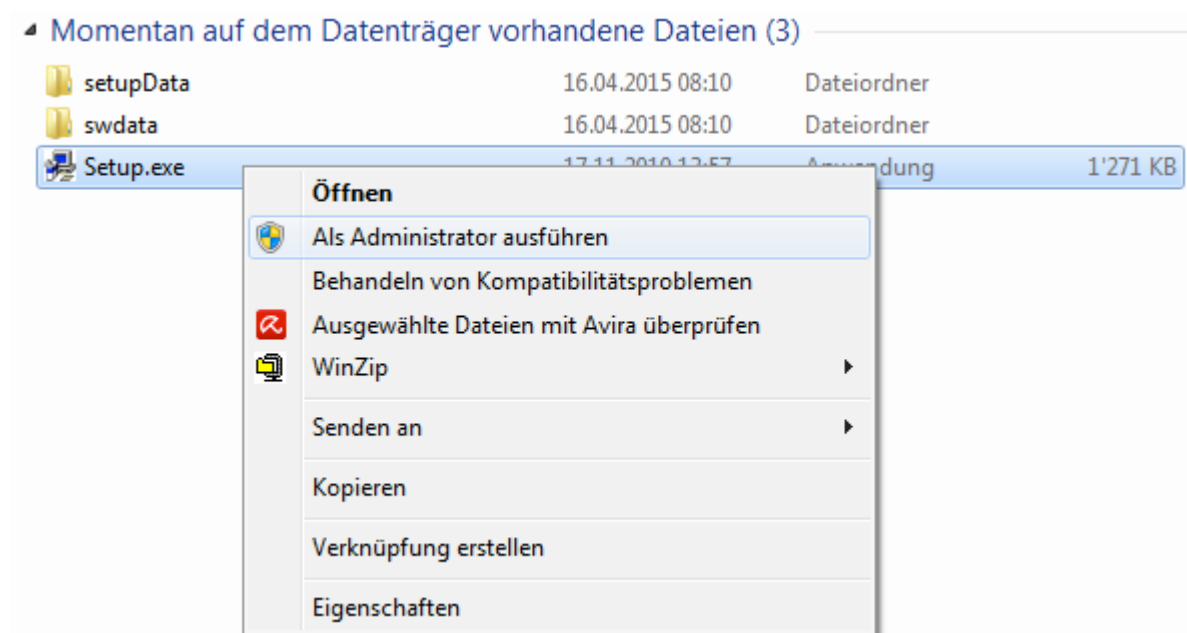 Momentan auf dem Datenträger vorhandene Dateien (3)
setupData 16.04.2015 08:10 Dateiordner
swdata 16.04.2015 08:10 Dateiordner
Setup.exe 1'271 KB
Öffnen
Als Administrator ausführen
Behandeln von Kompatibilitätsproblemen
Ausgewählte Dateien mit Avira überprüfen
WinZip
Senden an
Kopieren
Verknüpfung erstellen
Eigenschaften